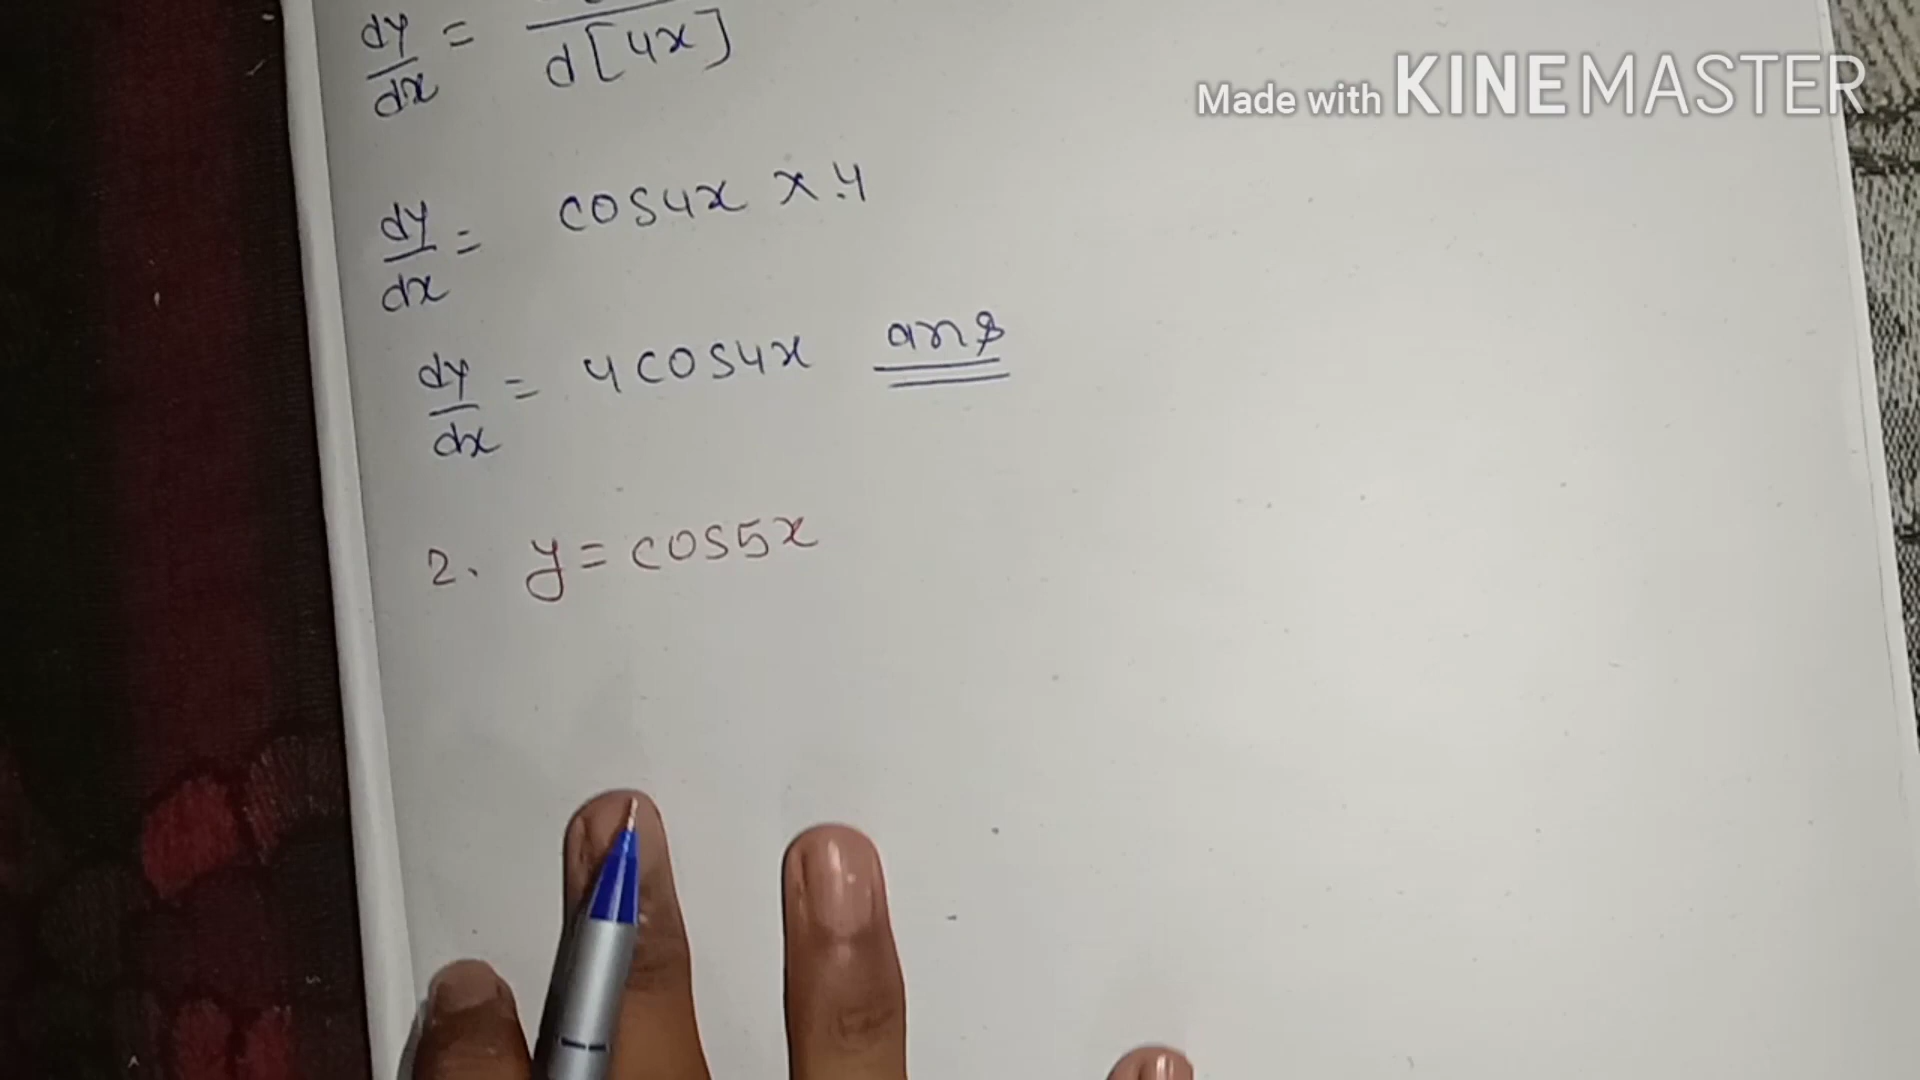 Made with KINEMASTER
dy/dx = d[4x]
dy/dx = cos4x × .4
dy/dx = 4cos4x ans
2. y = cos5x